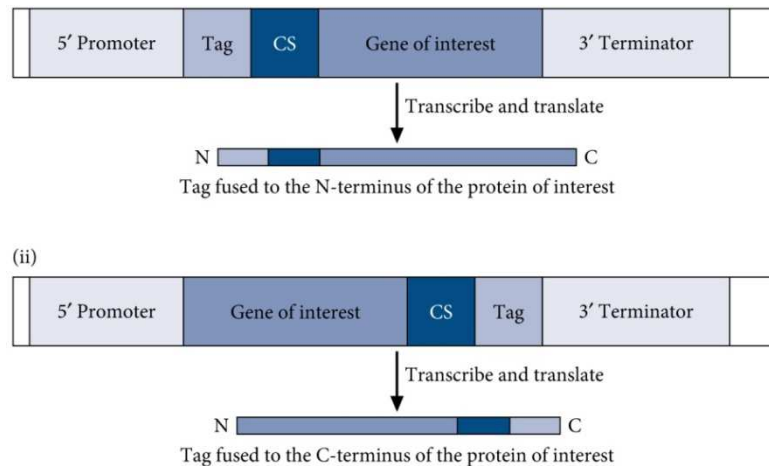 5′ Promoter Tag CS Gene of interest 3′ Terminator
Transcribe and translate
N C
Tag fused to the N-terminus of the protein of interest
(ii)
5′ Promoter Gene of interest CS Tag 3′ Terminator
Transcribe and translate
N C
Tag fused to the C-terminus of the protein of interest